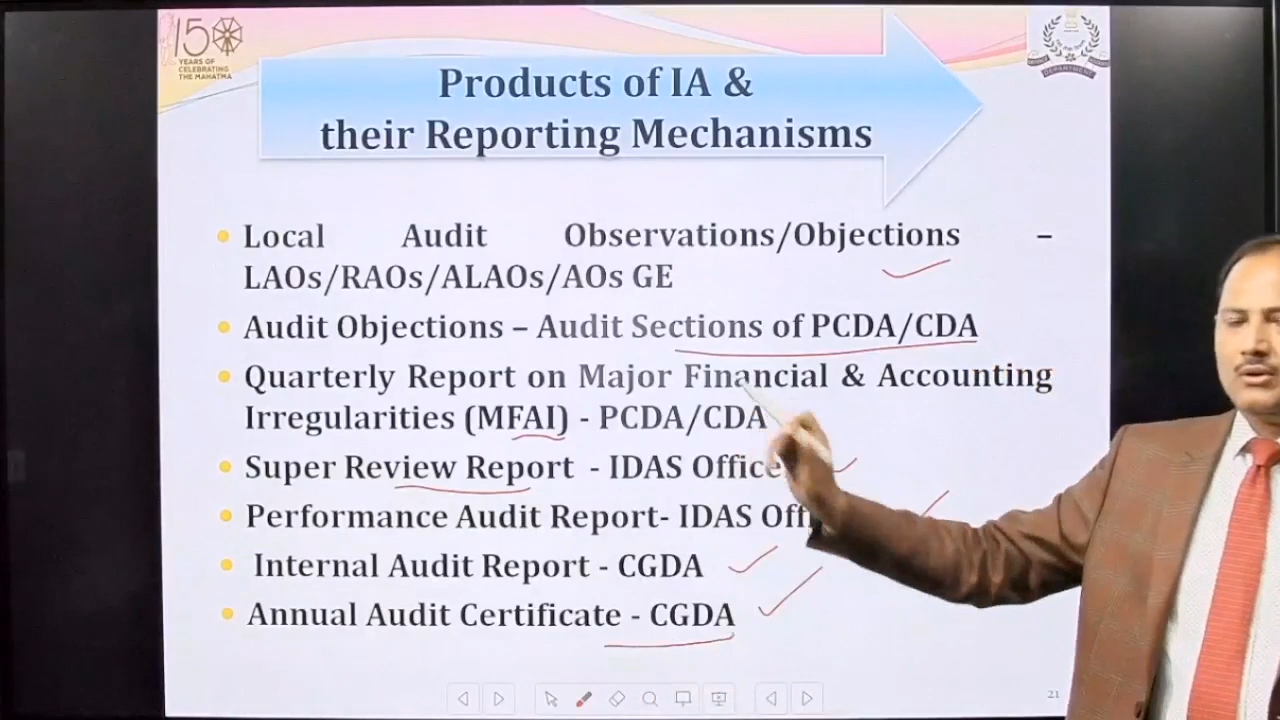 150
YEARS OF
CELEBRATING
THE MAHATMA
DEPARTMENT
Products of IA &
their Reporting Mechanisms
Local Audit Observations/Objections –
LAOs/RAOs/ALAOs/AOs GE
Audit Objections – Audit Sections of PCDA/CDA
Quarterly Report on Major Financial & Accounting
Irregularities (MFAI) - PCDA/CDA
Super Review Report - IDAS Office
Performance Audit Report- IDAS Off
Internal Audit Report - CGDA
Annual Audit Certificate - CGDA
21